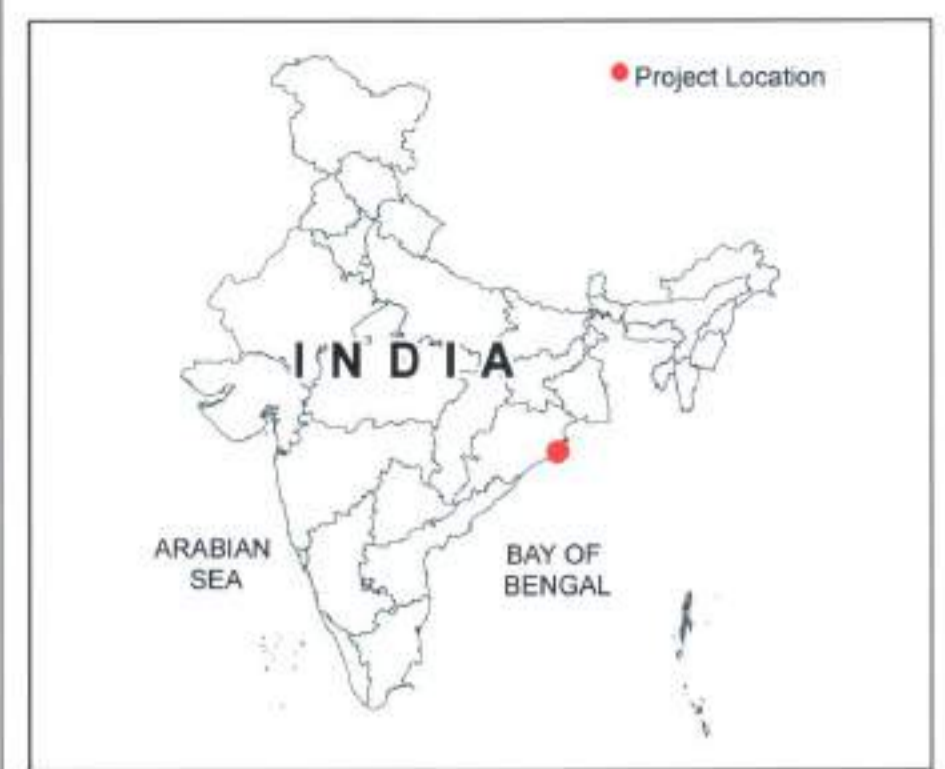 Project Location
INDIA
ARABIAN
SEA
BAY OF
BENGAL